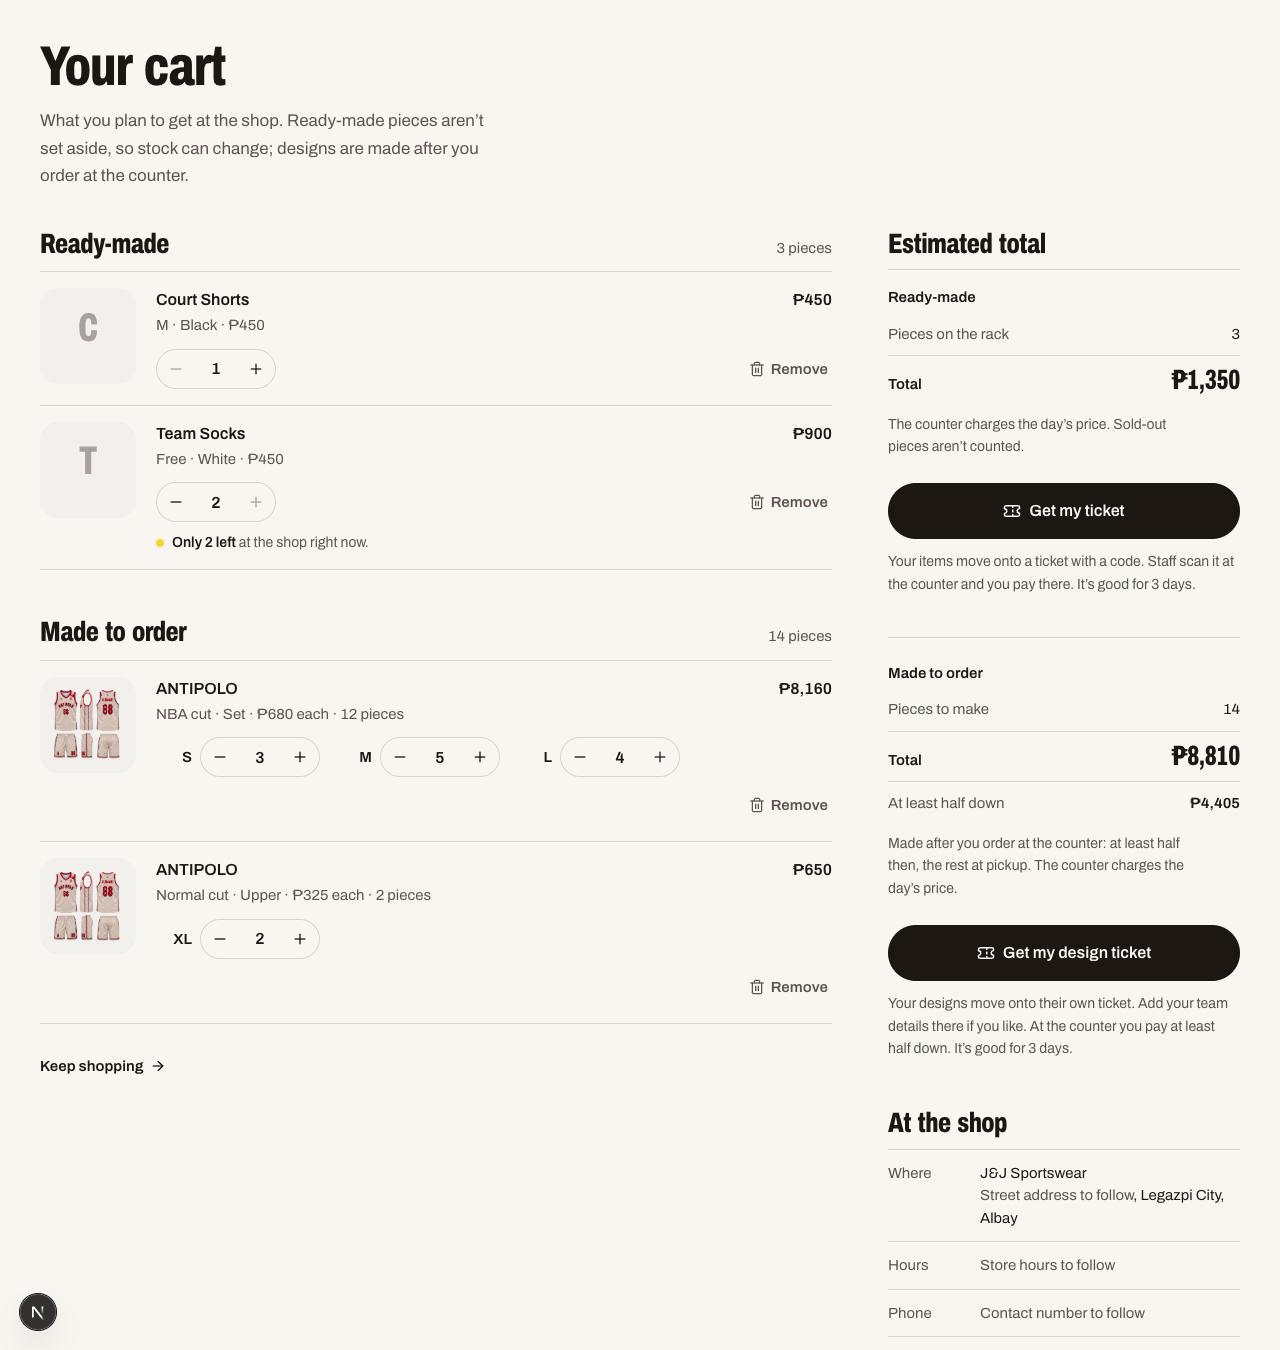 Your cart
What you plan to get at the shop. Ready-made pieces aren’t
set aside, so stock can change; designs are made after you
order at the counter.
Ready-made
3 pieces
C
Court Shorts
₱450
M · Black · ₱450
1
Remove
T
Team Socks
₱900
Free · White · ₱450
2
Remove
Only 2 left at the shop right now.
Made to order
14 pieces
ANTIPOLO
₱8,160
NBA cut · Set · ₱680 each · 12 pieces
S 3 M 5 L 4
88
Remove
ANTIPOLO
₱650
Normal cut · Upper · ₱325 each · 2 pieces
XL 2
88
Remove
Keep shopping
Estimated total
Ready-made
Pieces on the rack 3
Total ₱1,350
The counter charges the day’s price. Sold-out
pieces aren’t counted.
Get my ticket
Your items move onto a ticket with a code. Staff scan it at
the counter and you pay there. It’s good for 3 days.
Made to order
Pieces to make 14
Total ₱8,810
At least half down ₱4,405
Made after you order at the counter: at least half
then, the rest at pickup. The counter charges the
day’s price.
Get my design ticket
Your designs move onto their own ticket. Add your team
details there if you like. At the counter you pay at least
half down. It’s good for 3 days.
At the shop
Where J&J Sportswear
Street address to follow, Legazpi City,
Albay
Hours Store hours to follow
Phone Contact number to follow
N